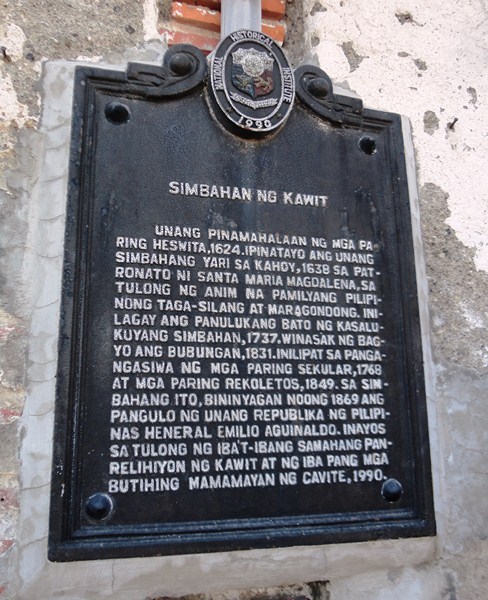 NATIONAL HISTORICAL INSTITUTE
1990
SIMBAHAN NG KAWIT
UNANG PINAMAHALAAN NG MGA PA-
RING HESWITA,1624.IPINATAYO ANG UNANG
SIMBAHANG YARI SA KAHOY,1638 SA PAT-
RONATO NI SANTA MARIA MAGDALENA, SA
TULONG NG ANIM NA PAMILYANG PILIPI-
NONG TAGA-SILANG AT MARAGONDONG. INI-
LAGAY ANG PANULUKANG BATO NG KASALU-
KUYANG SIMBAHAN,1737.WINASAK NG BAG-
YO ANG BUBUNGAN,1831.INILIPAT SA PANGA-
NGASIWA NG MGA PARING SEKULAR,1768
AT MGA PARING REKOLETOS,1849. SA SIM-
BAHANG ITO, BININYAGAN NOONG 1869 ANG
PANGULO NG UNANG REPUBLIKA NG PILIPI-
NAS HENERAL EMILIO AGUINALDO. INAYOS
SA TULONG NG IBA'T-IBANG SAMAHANG PAN-
RELIHIYON NG KAWIT AT NG IBA PANG MGA
BUTIHING MAMAMAYAN NG CAVITE, 1990.